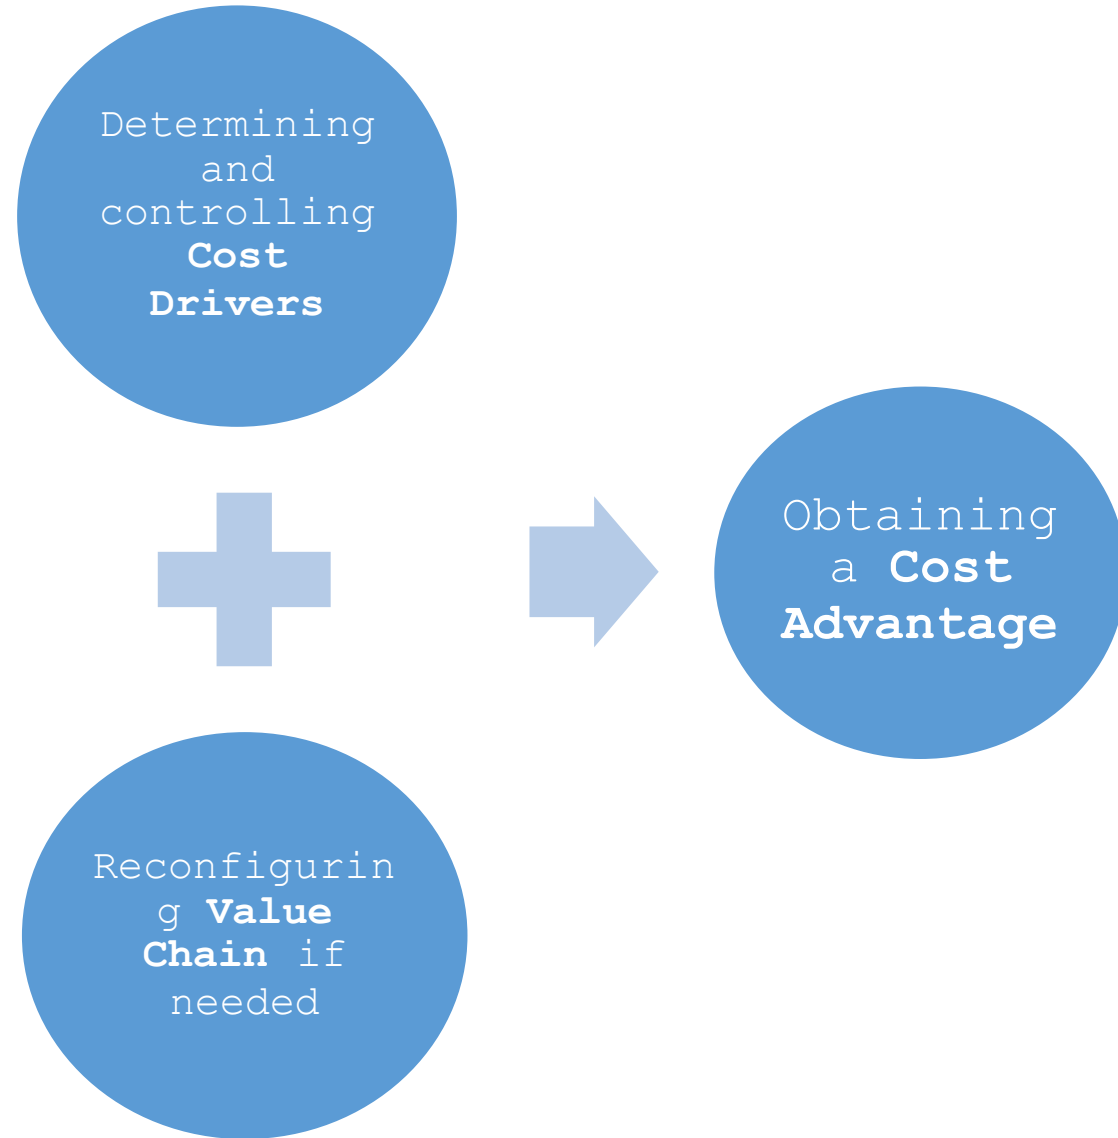 Determining
and
controlling
Cost
Drivers
Reconfigurin
g Value
Chain if
needed
Obtaining
a Cost
Advantage